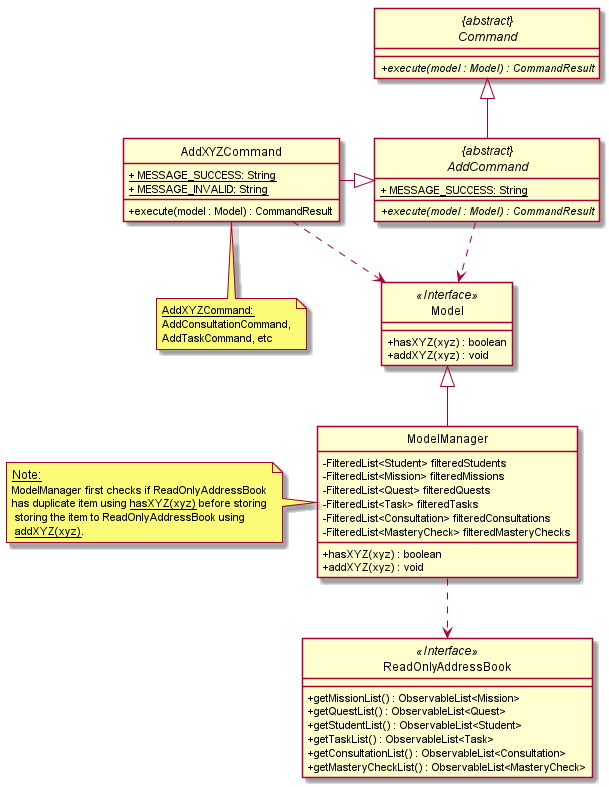 {abstract}
Command
+execute(model : Model) : CommandResult
AddXYZCommand
+ MESSAGE_SUCCESS: String
+ MESSAGE_INVALID: String
+execute(model : Model) : CommandResult
{abstract}
AddCommand
+ MESSAGE_SUCCESS: String
+execute(model : Model) : CommandResult
AddXYZCommand:
AddConsultationCommand,
AddTaskCommand, etc
«Interface»
Model
+hasXYZ(xyz) : boolean
+addXYZ(xyz) : void
Note:
ModelManager first checks if ReadOnlyAddressBook
has duplicate item using hasXYZ(xyz) before storing
storing the item to ReadOnlyAddressBook using
addXYZ(xyz).
ModelManager
-FilteredList<Student> filteredStudents
-FilteredList<Mission> filteredMissions
-FilteredList<Quest> filteredQuests
-FilteredList<Task> filteredTasks
-FilteredList<Consultation> filteredConsultations
-FilteredList<MasteryCheck> filteredMasteryChecks
+hasXYZ(xyz) : boolean
+addXYZ(xyz) : void
«Interface»
ReadOnlyAddressBook
+getMissionList() : ObservableList<Mission>
+getQuestList() : ObservableList<Quest>
+getStudentList() : ObservableList<Student>
+getTaskList() : ObservableList<Task>
+getConsultationList() : ObservableList<Consultation>
+getMasteryCheckList() : ObservableList<MasteryCheck>